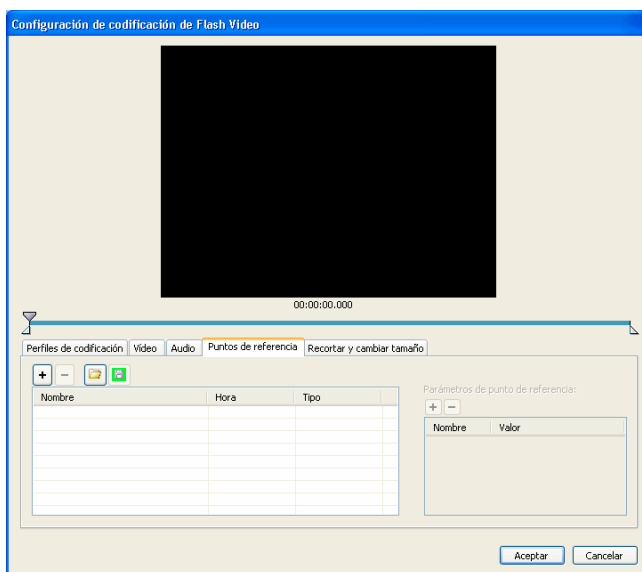 Configuración de codificación de Flash Video
00:00:00.000
Perfiles de codificación Vídeo Audio Puntos de referencia Recortar y cambiar tamaño
Nombre Hora Tipo
Parámetros de punto de referencia:
Nombre Valor
Aceptar Cancelar